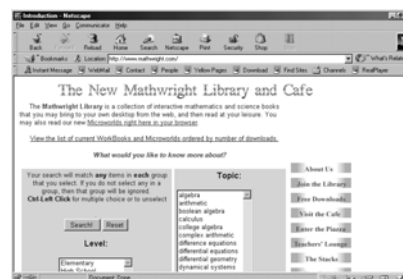 Introduction - Netscape
File Edit View Go Communicator Help
Back Reload Home Search Netscape Print Security Shop
Bookmarks Location: http://www.mathwright.com/ What's Related
Instant Message WebMail Contact People Yellow Pages Download Find Sites Channels RealPlayer
The New Mathwright Library and Cafe
The Mathwright Library is a collection of interactive mathematics and science books
that you may bring to your own desktop from the web, and then read at your leisure. You
may also read our new Microworlds right here in your browser.
View the list of current WorkBooks and Microworlds ordered by number of downloads.
What would you like to know more about?
Your search will match any items in each group
that you select. If you do not select any in a
group, then that group will be ignored.
Ctrl-Left Click for multiple choice or to unselect
Search! Reset
Level:
Elementary
High School
Topic:
algebra
arithmetic
boolean algebra
calculus
college algebra
complex arithmetic
difference equations
differential equations
differential geometry
dynamical systems
About Us
Join the Library
Free Downloads
Visit the Cafe
Enter the Piazza
Teachers' Lounge
The Stacks
Document: Done